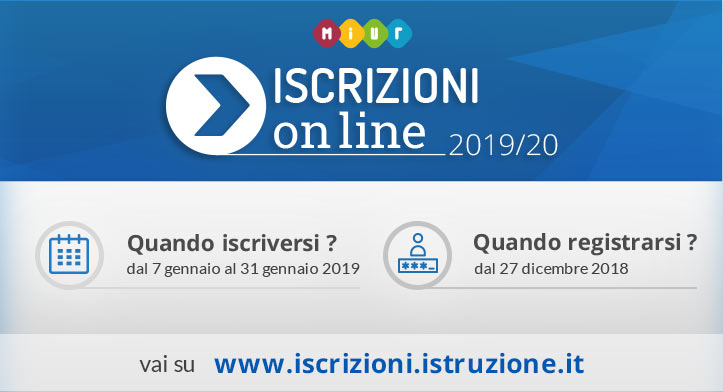 MIUR
ISCRIZIONI
on line 2019/20
Quando iscriversi ?
dal 7 gennaio al 31 gennaio 2019
Quando registrarsi ?
dal 27 dicembre 2018
vai su www.iscrizioni.istruzione.it